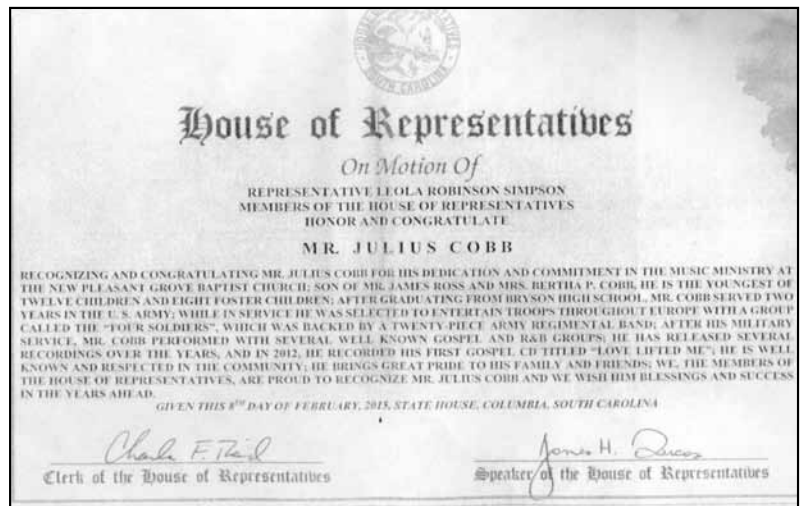 HOUSE OF REPRESENTATIVES
SOUTH CAROLINA
House of Representatives
On Motion Of
REPRESENTATIVE LEOLA ROBINSON SIMPSON
MEMBERS OF THE HOUSE OF REPRESENTATIVES
HONOR AND CONGRATULATE
MR. JULIUS COBB
RECOGNIZING AND CONGRATULATING MR. JULIUS COBB FOR HIS DEDICATION AND COMMITMENT IN THE MUSIC MINISTRY AT
THE NEW PLEASANT GROVE BAPTIST CHURCH; SON OF MR. JAMES ROSS AND MRS. BERTHA P. COBB, HE IS THE YOUNGEST OF
TWELVE CHILDREN AND EIGHT FOSTER CHILDREN; AFTER GRADUATING FROM BRYSON HIGH SCHOOL, MR. COBB SERVED TWO
YEARS IN THE U. S. ARMY; WHILE IN SERVICE HE WAS SELECTED TO ENTERTAIN TROOPS THROUGHOUT EUROPE WITH A GROUP
CALLED THE "FOUR SOLDIERS", WHICH WAS BACKED BY A TWENTY-PIECE ARMY REGIMENTAL BAND; AFTER HIS MILITARY
SERVICE, MR. COBB PERFORMED WITH SEVERAL WELL KNOWN GOSPEL AND R&B GROUPS; HE HAS RELEASED SEVERAL
RECORDINGS OVER THE YEARS, AND IN 2012, HE RECORDED HIS FIRST GOSPEL CD TITLED "LOVE LIFTED ME"; HE IS WELL
KNOWN AND RESPECTED IN THE COMMUNITY; HE BRINGS GREAT PRIDE TO HIS FAMILY AND FRIENDS; WE, THE MEMBERS OF
THE HOUSE OF REPRESENTATIVES, ARE PROUD TO RECOGNIZE MR. JULIUS COBB AND WE WISH HIM BLESSINGS AND SUCCESS
IN THE YEARS AHEAD.
GIVEN THIS 8TH DAY OF FEBRUARY, 2015, STATE HOUSE, COLUMBIA, SOUTH CAROLINA
Charles F. Reid
James H. Lucas
Clerk of the House of Representatives
Speaker of the House of Representatives